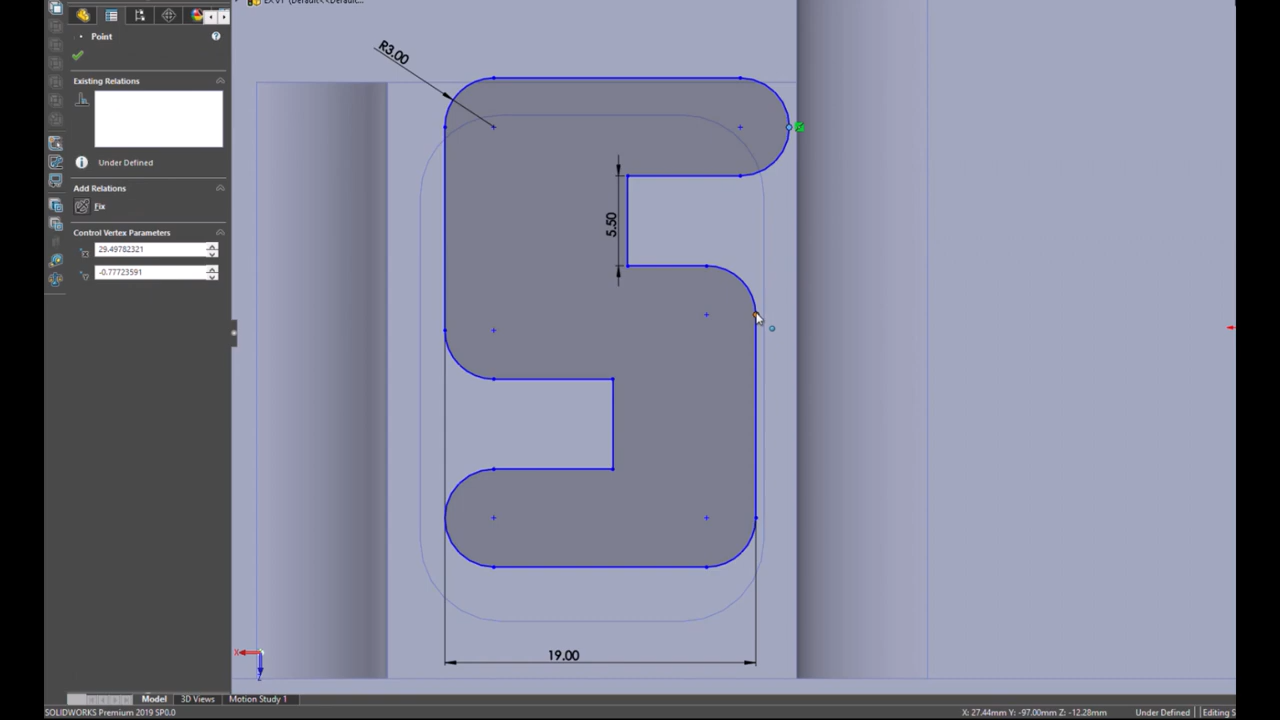 Point
Existing Relations
Under Defined
Add Relations
Fix
Control Vertex Parameters
29.49782321
-0.77723591
R3.00
5.50
19.00
X
Z
Model
3D Views
Motion Study 1
SOLIDWORKS Premium 2019 SP0.0
X: 27.44mm Y: -97.00mm Z: -12.28mm
Under Defined
Editing S